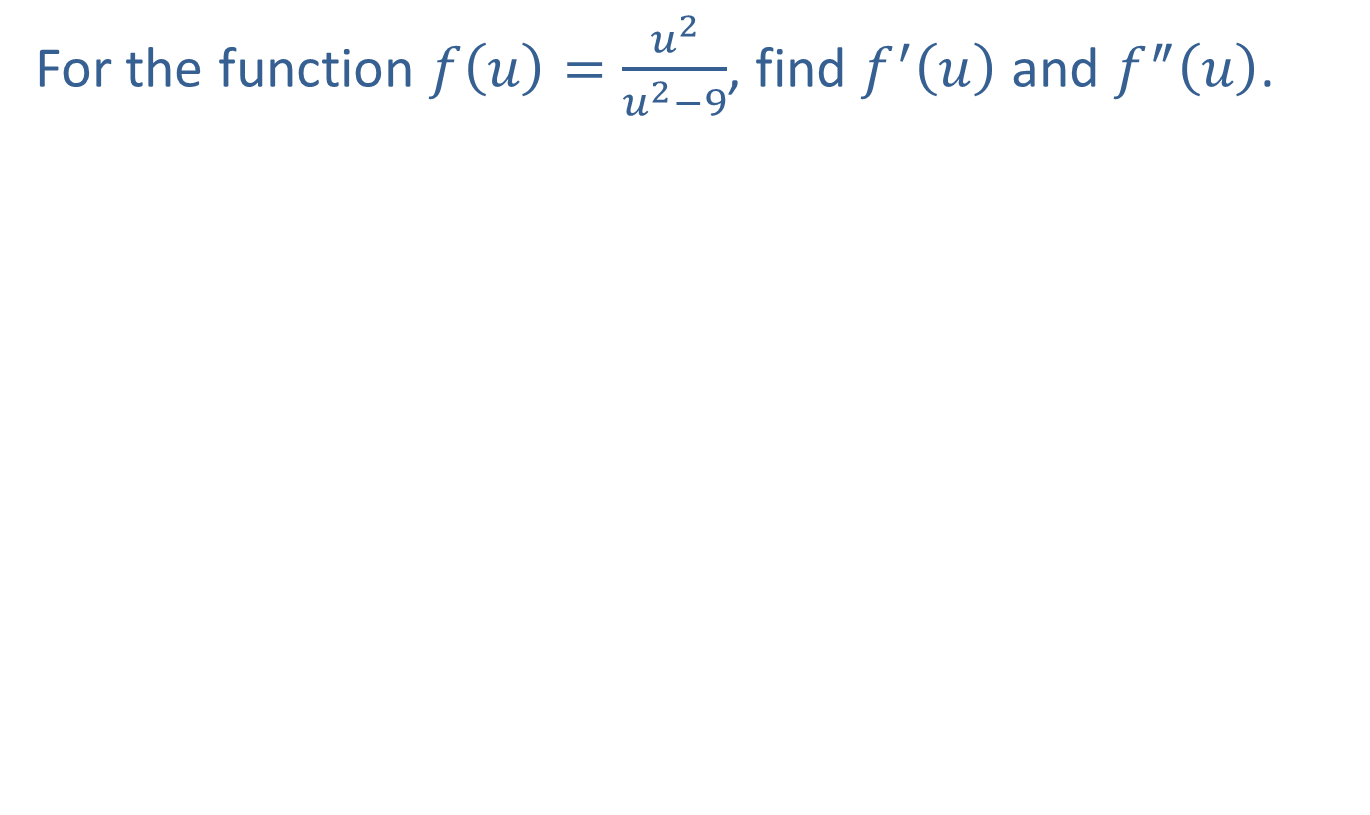 For the function f(u) = u²/(u²−9), find f′(u) and f″(u).